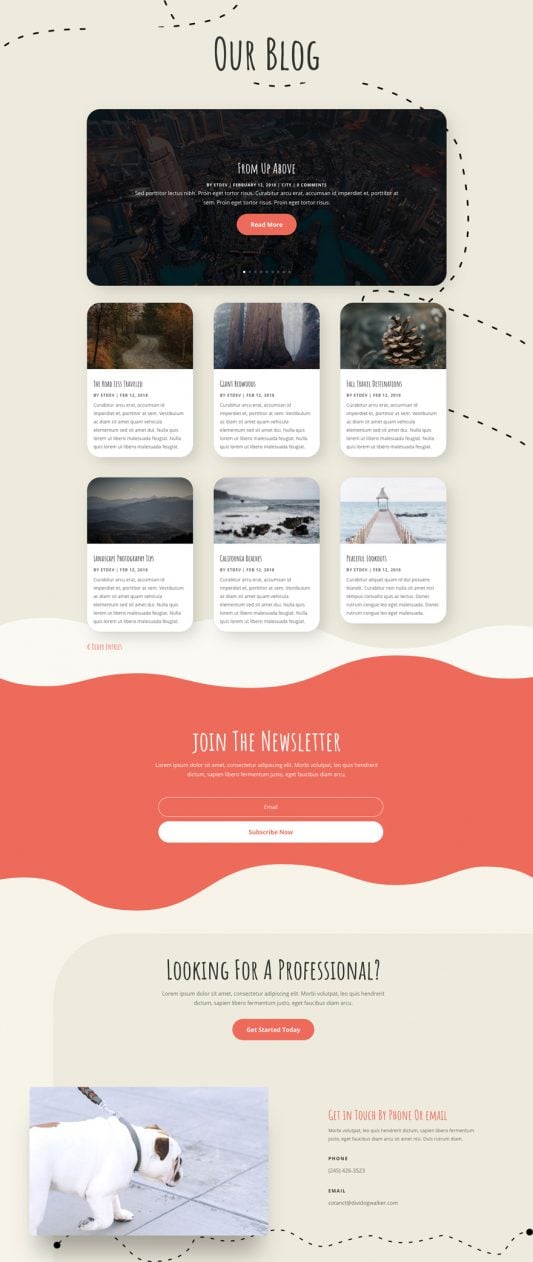 Our Blog
From Up Above
BY ETDEV | FEBRUARY 12, 2018 | CITY | 0 COMMENTS
Sed porttitor lectus nibh. Proin eget tortor risus. Curabitur arcu erat, accumsan id imperdiet et, porttitor at
sem. Proin eget tortor risus. Proin eget tortor risus.
Read More
The Road Less Traveled
BY ETDEV | FEB 12, 2018
Curabitur arcu erat, accumsan id
imperdiet et, porttitor at sem. Vestibulum
ac diam sit amet quam vehicula
elementum sed sit amet dui. Nulla quis
lorem ut libero malesuada feugiat. Nulla
quis lorem ut libero malesuada feugiat.
Giant Redwoods
BY ETDEV | FEB 12, 2018
Curabitur arcu erat, accumsan id
imperdiet et, porttitor at sem. Vestibulum
ac diam sit amet quam vehicula
elementum sed sit amet dui. Nulla quis
lorem ut libero malesuada feugiat. Nulla
quis lorem ut libero malesuada feugiat.
Fall Travel Destinations
BY ETDEV | FEB 12, 2018
Curabitur arcu erat, accumsan id
imperdiet et, porttitor at sem. Vestibulum
ac diam sit amet quam vehicula
elementum sed sit amet dui. Nulla quis
lorem ut libero malesuada feugiat. Nulla
quis lorem ut libero malesuada feugiat.
Landscape Photography Tips
BY ETDEV | FEB 12, 2018
Curabitur arcu erat, accumsan id
imperdiet et, porttitor at sem. Vestibulum
ac diam sit amet quam vehicula
elementum sed sit amet dui. Nulla quis
lorem ut libero malesuada feugiat. Nulla
quis lorem ut libero malesuada feugiat.
California Beaches
BY ETDEV | FEB 12, 2018
Curabitur arcu erat, accumsan id
imperdiet et, porttitor at sem. Vestibulum
ac diam sit amet quam vehicula
elementum sed sit amet dui. Nulla quis
lorem ut libero malesuada feugiat. Nulla
quis lorem ut libero malesuada feugiat.
Peaceful Lookouts
BY ETDEV | FEB 12, 2018
Curabitur aliquet quam id dui posuere
blandit. Curabitur non nulla sit amet nisl
tempus convallis quis ac lectus. Donec
rutrum congue leo eget malesuada. Donec
rutrum congue leo eget malesuada.
« Older Entries
Join The Newsletter
Lorem ipsum dolor sit amet, consectetur adipiscing elit. Morbi volutpat, leo quis hendrerit
dictum, sapien libero fermentum justo, eget faucibus diam arcu.
Email
Subscribe Now
Looking For A Professional?
Lorem ipsum dolor sit amet, consectetur adipiscing elit. Morbi volutpat, leo quis hendrerit
dictum, sapien libero fermentum justo, eget faucibus diam arcu.
Get Started Today
Get in Touch By Phone Or email
Morbi volutpat, leo quis hendrerit dictum, sapien libero fermentum
justo, eget faucibus diam arcu sit amet nisi. Duis rutrum diam.
PHONE
(245)-426-3523
EMAIL
cotanct@dividogwalker.com